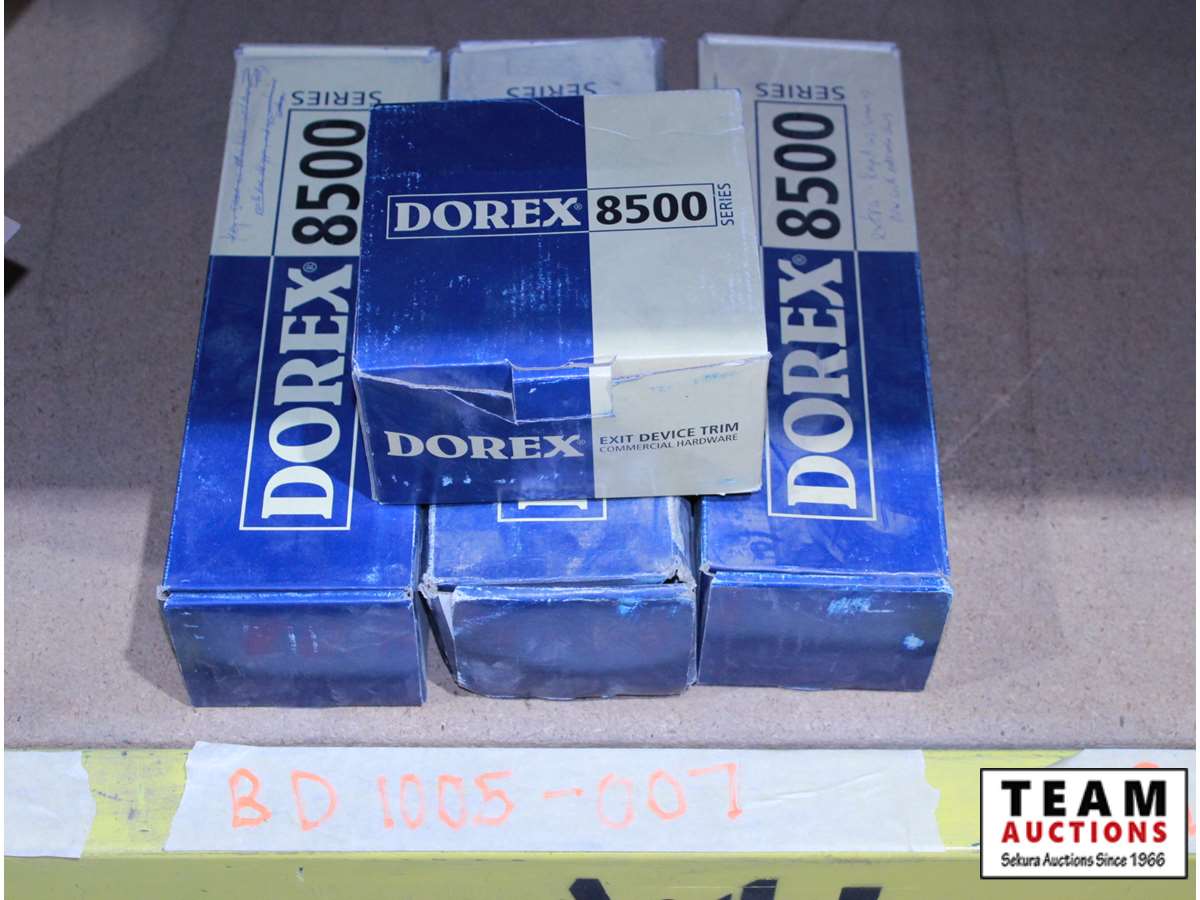 SERIES
8500
DOREX®
SERIES
SERIES
8500
DOREX®
DOREX® 8500 SERIES
DOREX® EXIT DEVICE TRIM
COMMERCIAL HARDWARE
BD 1005-007
TEAM
AUCTIONS
Sekura Auctions Since 1966